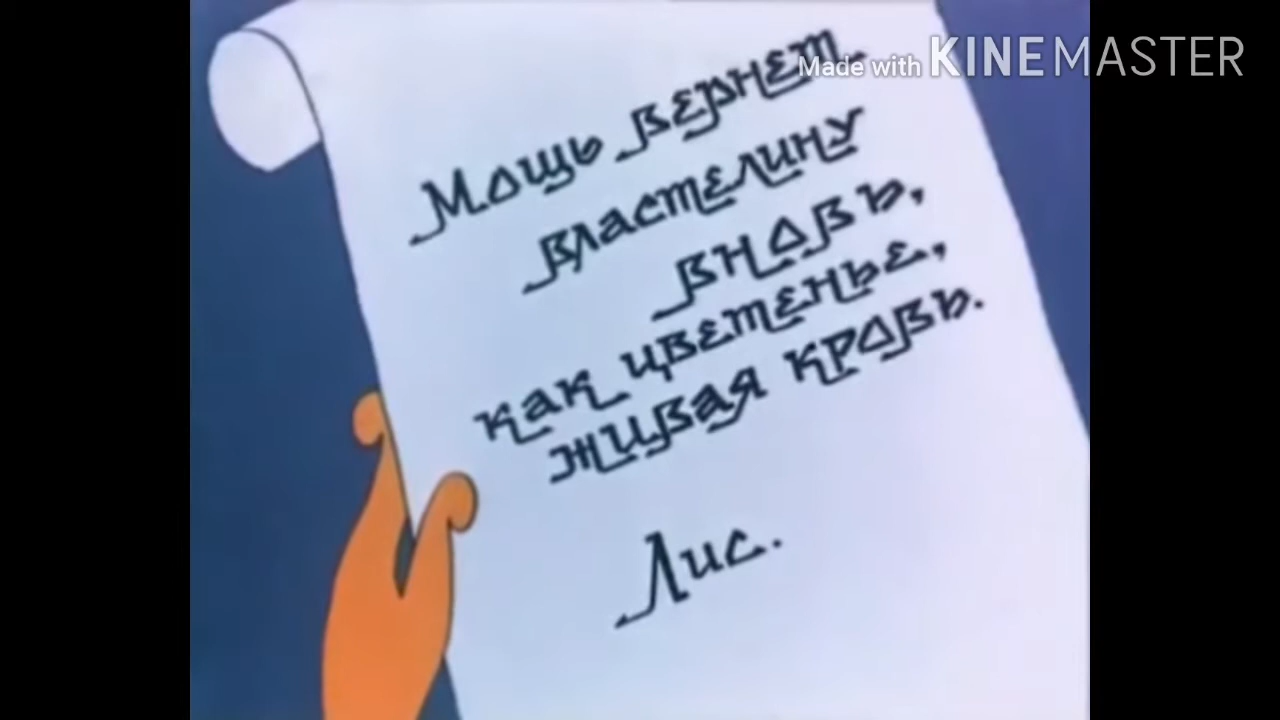 Made with KINEMASTER
Мощь вернет
властелину
вновь,
как цветенье,
живая кровь.
Лис.